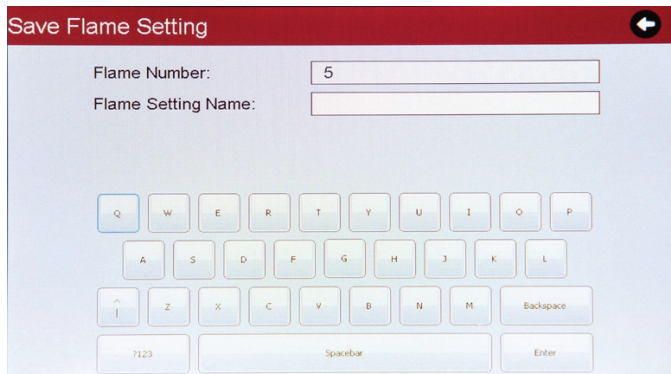 Save Flame Setting
Flame Number: 5
Flame Setting Name:
Q W E R T Y U I O P
A S D F G H J K L
Z X C V B N M Backspace
?123 Spacebar Enter